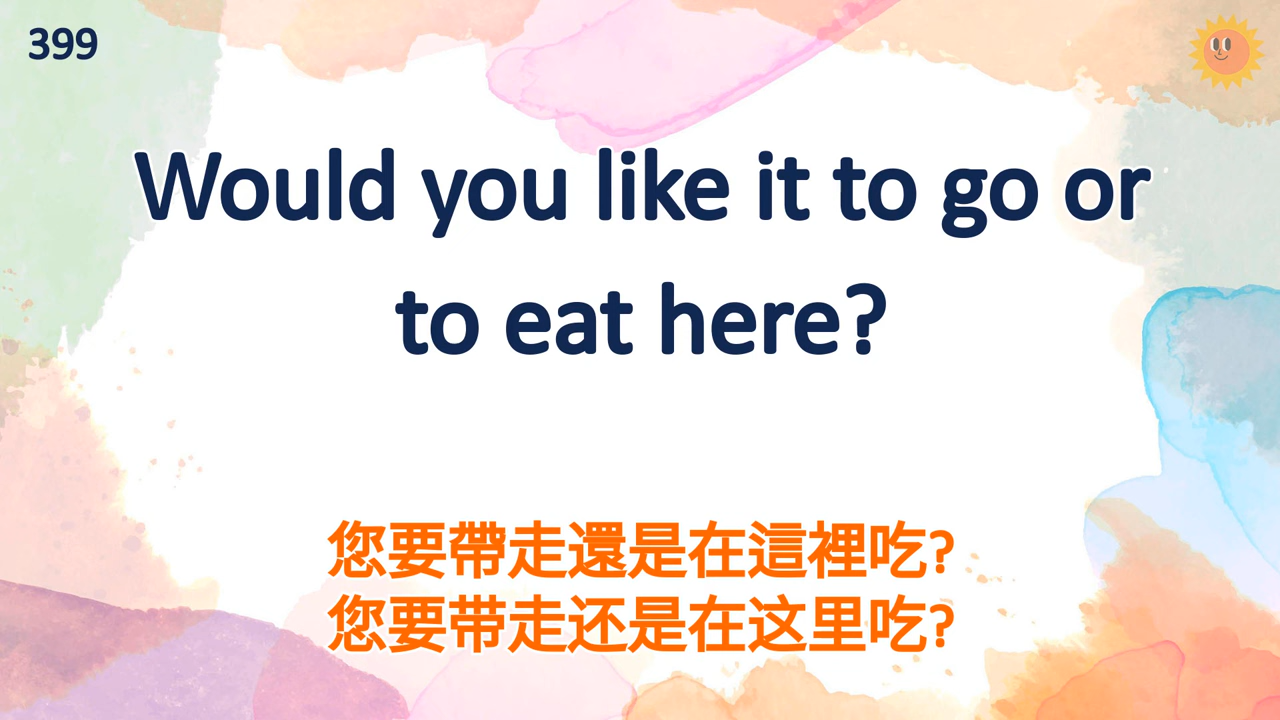 399
Would you like it to go or
to eat here?
您要帶走還是在這裡吃?
您要带走还是在这里吃?